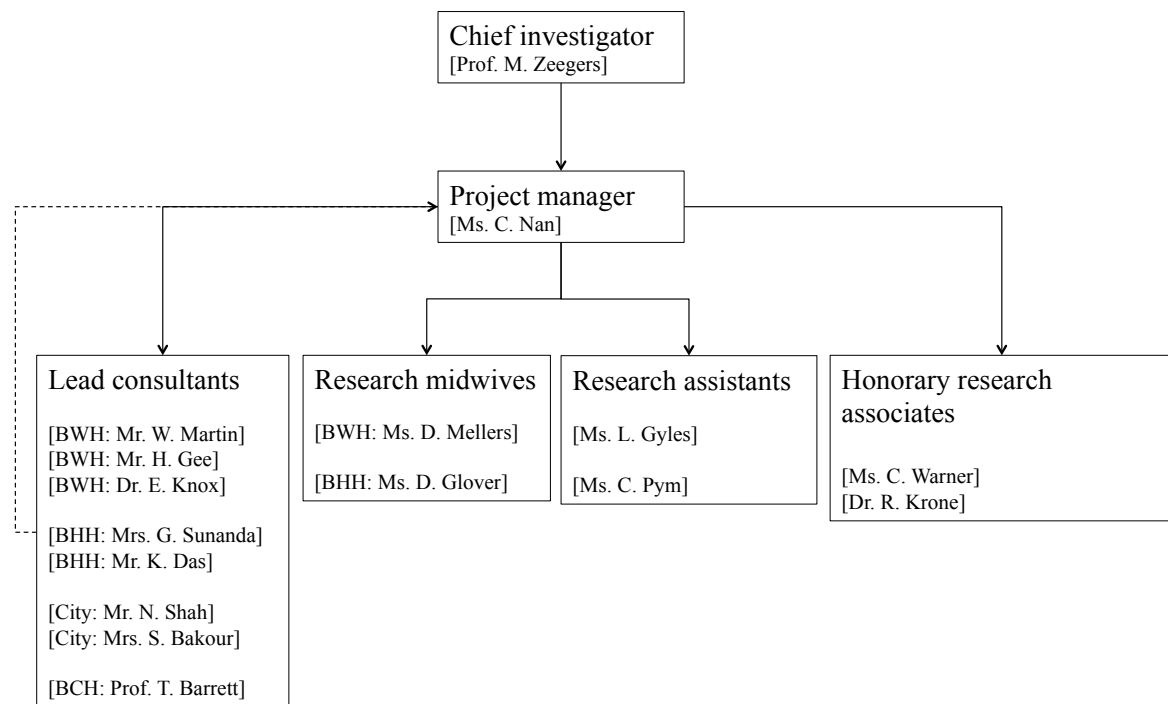 Chief investigator
[Prof. M. Zeegers]
Project manager
[Ms. C. Nan]
Lead consultants
[BWH: Mr. W. Martin]
[BWH: Mr. H. Gee]
[BWH: Dr. E. Knox]
[BHH: Mrs. G. Sunanda]
[BHH: Mr. K. Das]
[City: Mr. N. Shah]
[City: Mrs. S. Bakour]
[BCH: Prof. T. Barrett]
Research midwives
[BWH: Ms. D. Mellers]
[BHH: Ms. D. Glover]
Research assistants
[Ms. L. Gyles]
[Ms. C. Pym]
Honorary research
associates
[Ms. C. Warner]
[Dr. R. Krone]